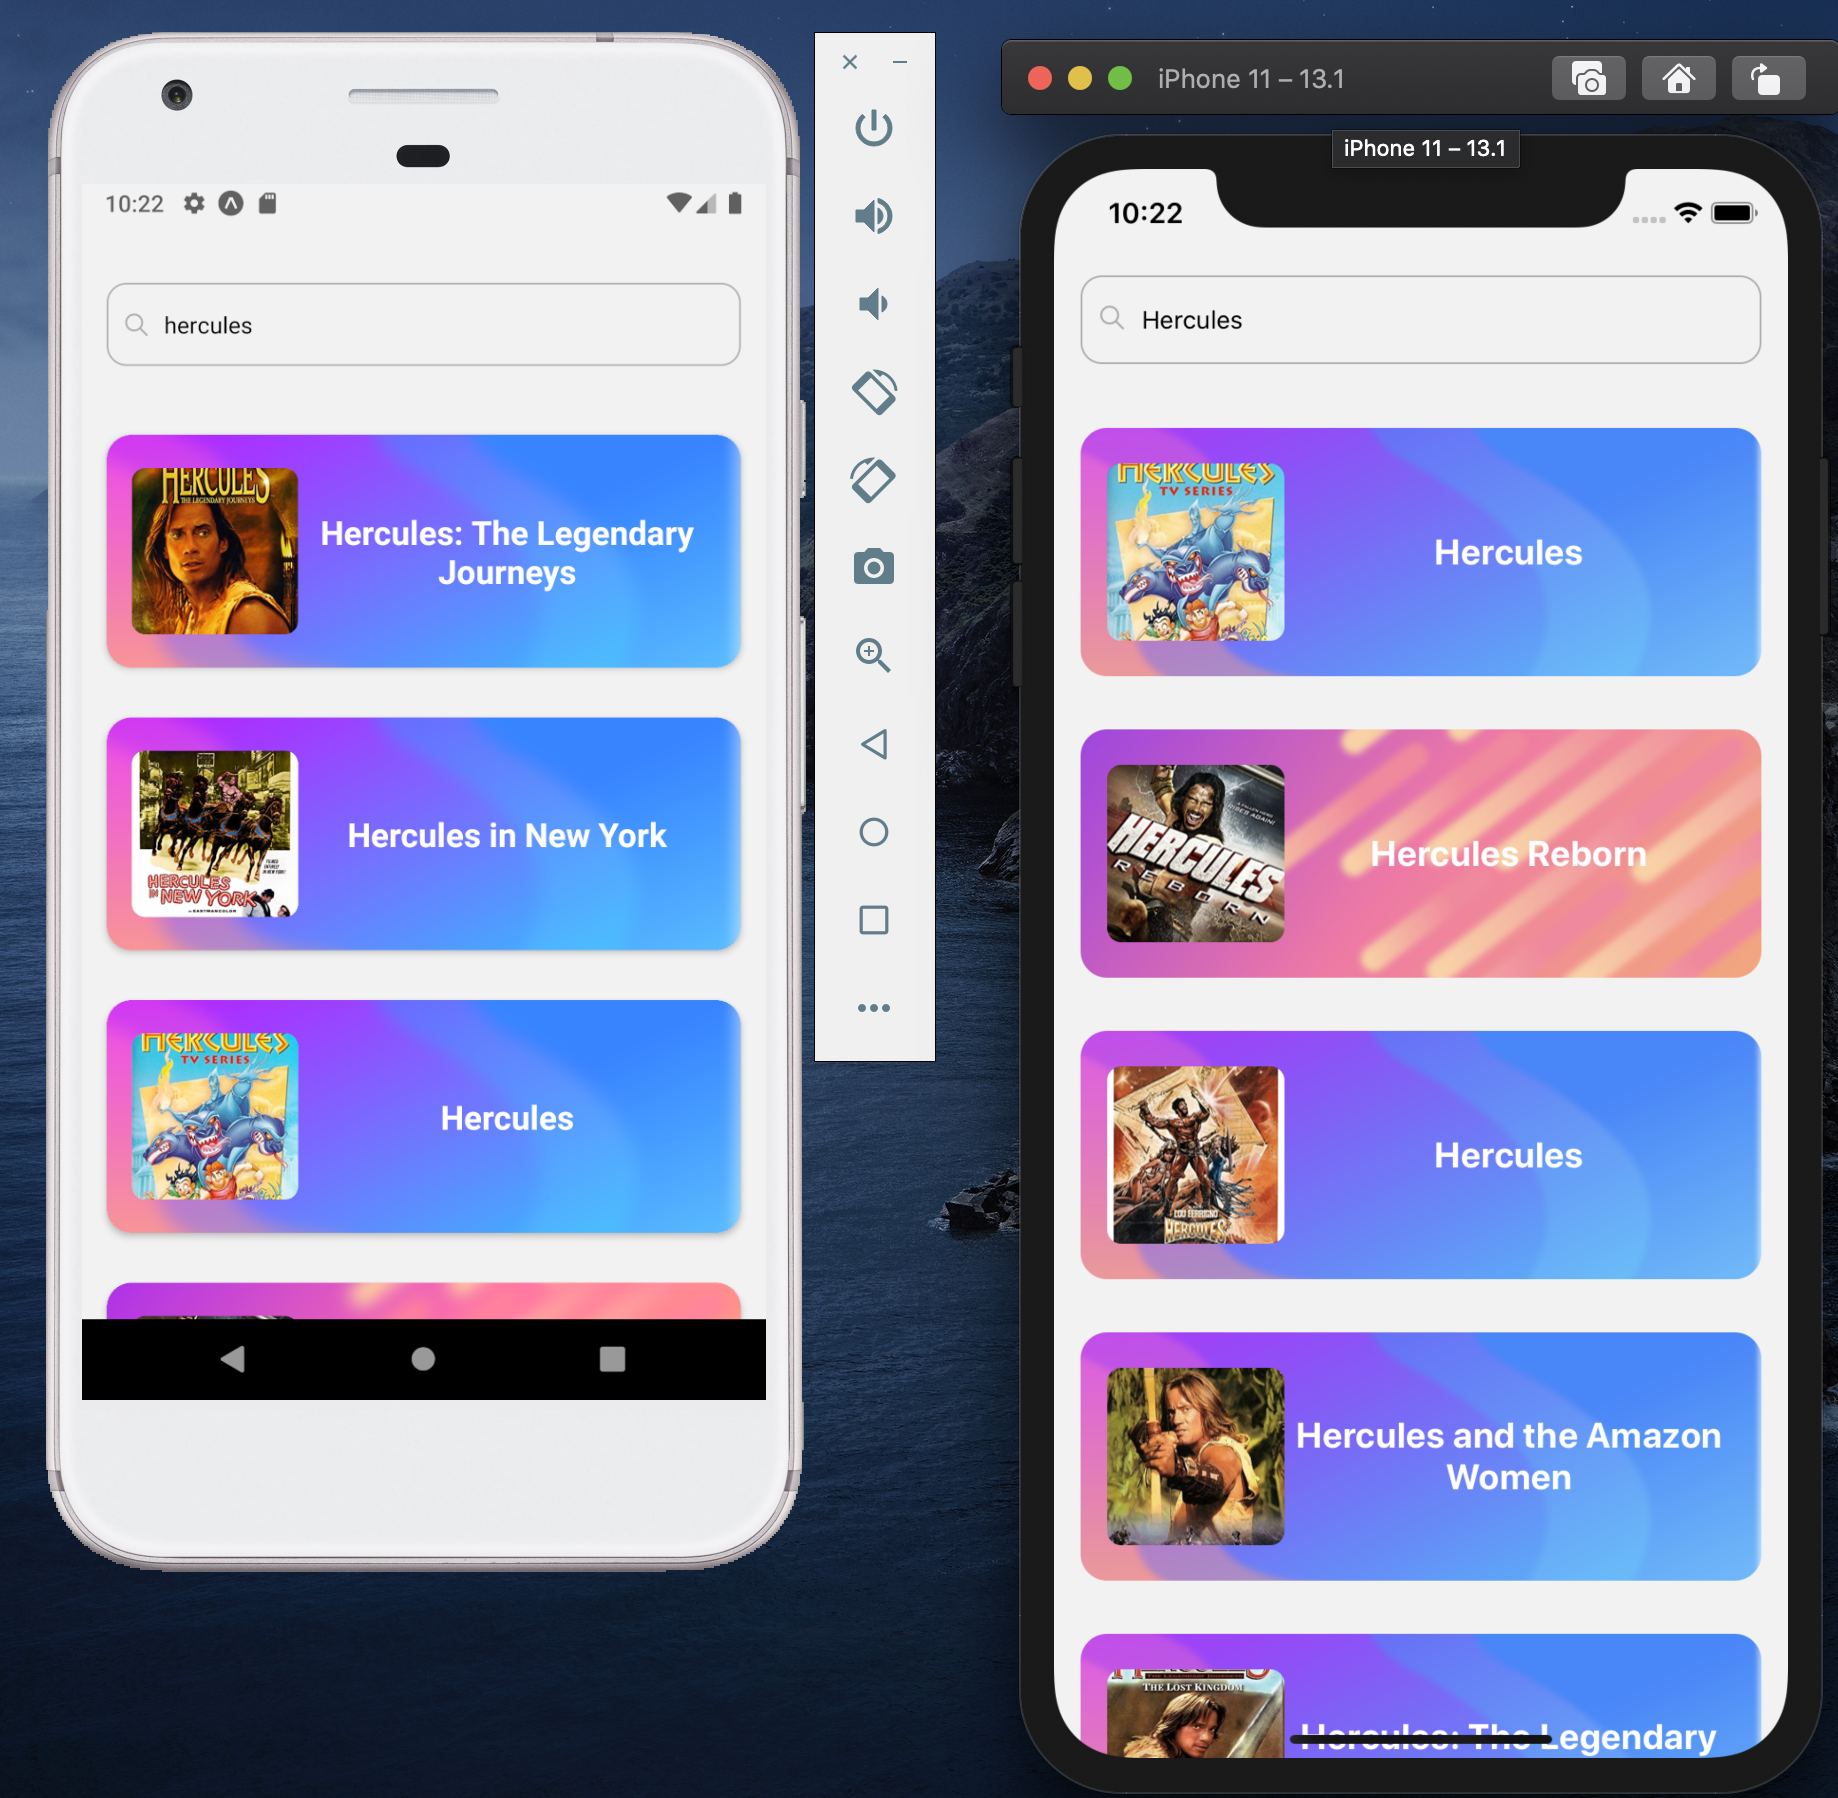 10:22
hercules
HERCULES
THE LEGENDARY JOURNEYS
Hercules: The Legendary
Journeys
HERCULES
IN NEW YORK
Hercules in New York
HERCULES
TV SERIES
Hercules
iPhone 11 – 13.1
iPhone 11 – 13.1
10:22
Hercules
HERCULES
TV SERIES
Hercules
HERCULES
REBORN
Hercules Reborn
LOU FERRIGNO
HERCULES
Hercules
Hercules and the Amazon
Women
THE LOST KINGDOM
Hercules: The Legendary